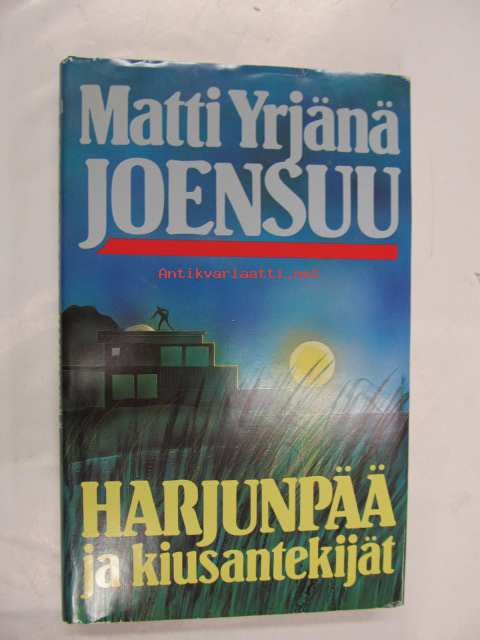 Matti Yrjänä
JOENSUU
Antikvariaatti.net
HARJUNPÄÄ
ja kiusantekijät